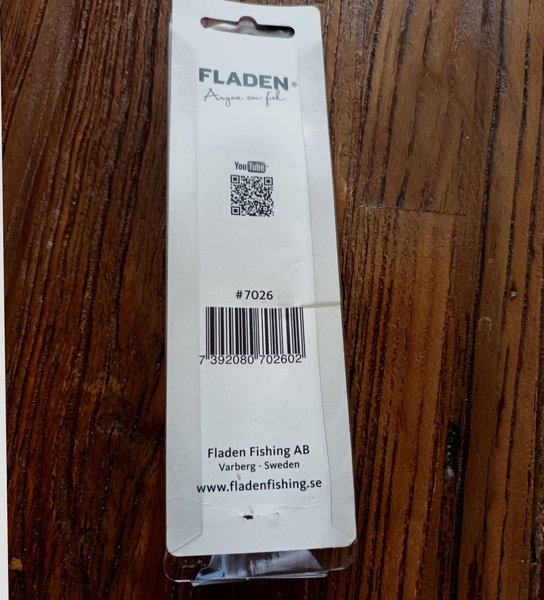 FLADEN®
Anyone can fish.
YouTube
#7026
7 392080 702602
Fladen Fishing AB
Varberg - Sweden
www.fladenfishing.se